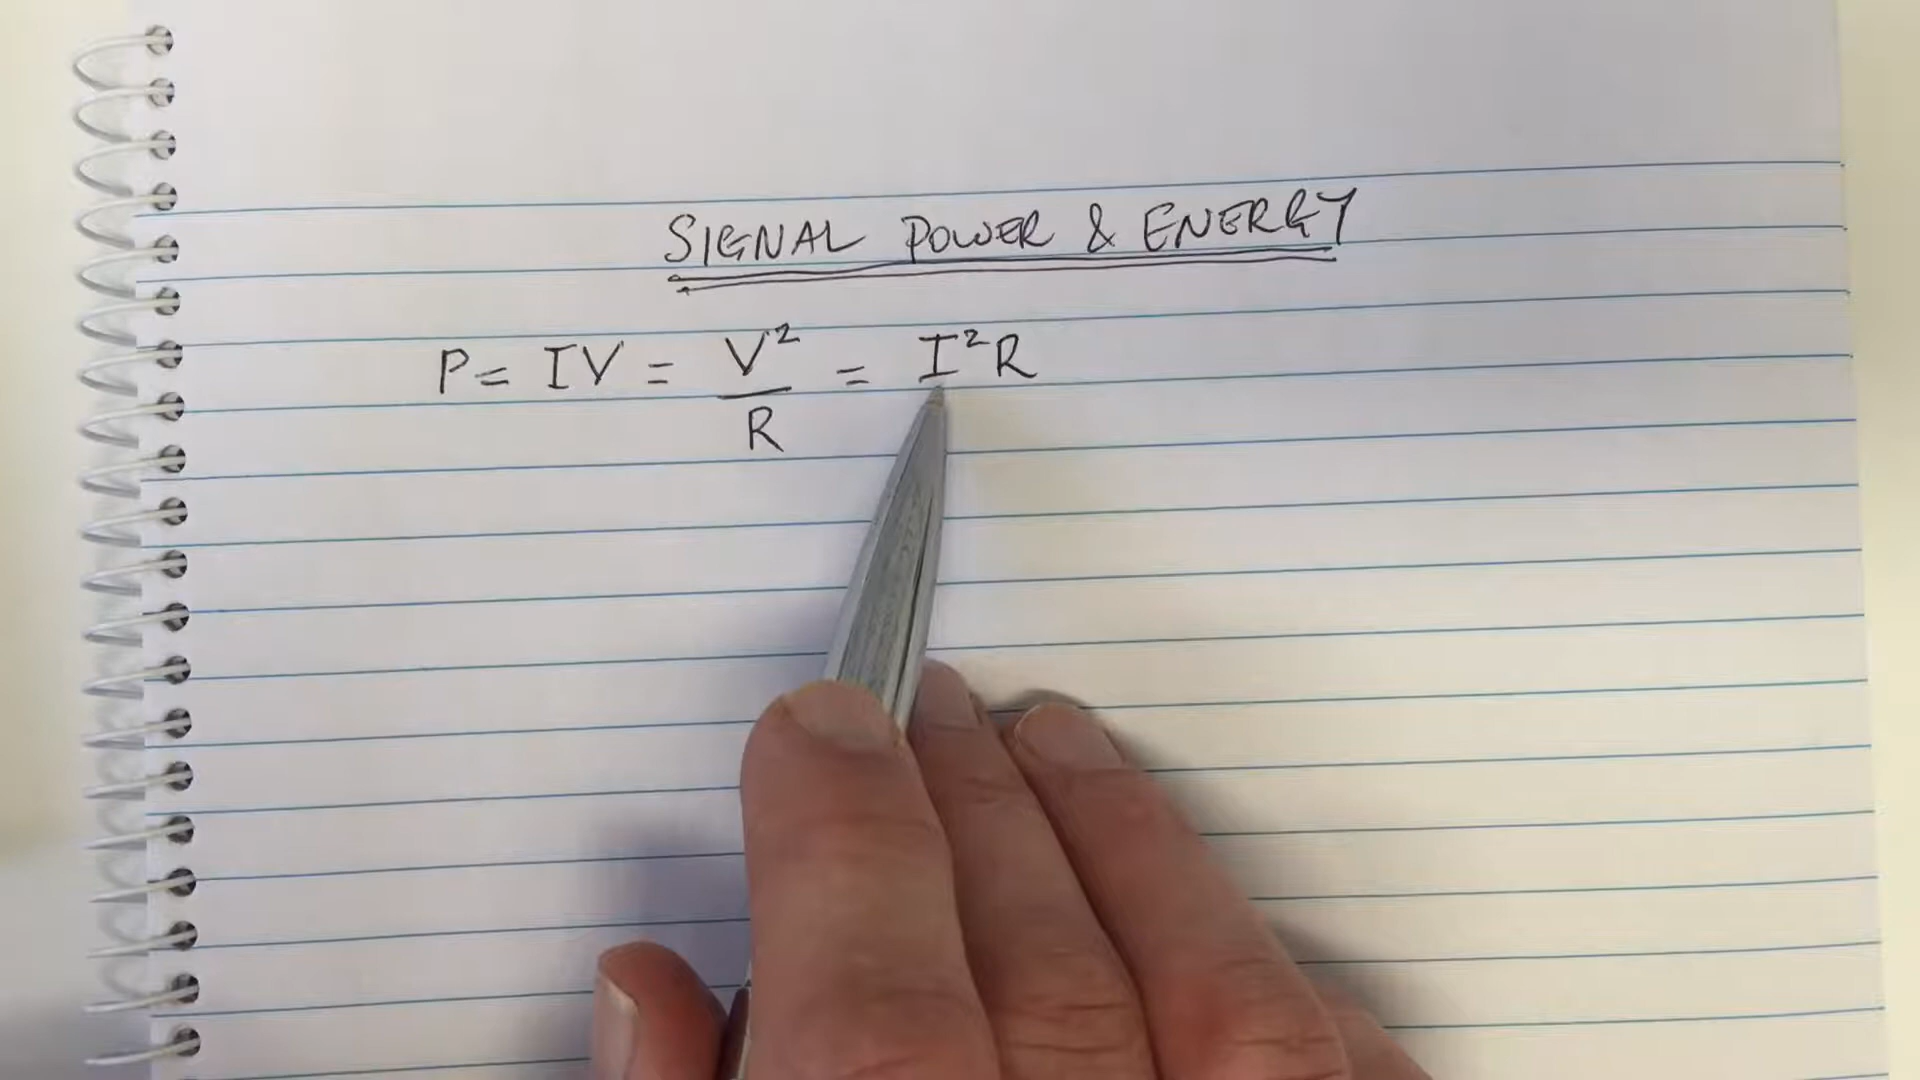 SIGNAL POWER & ENERGY
P = IV = V²/R = I²R